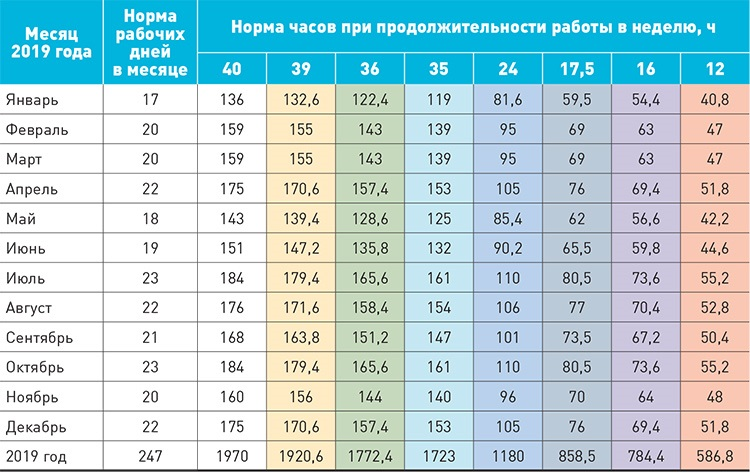 Месяц 2019 года Норма рабочих дней в месяце Норма часов при продолжительности работы в неделю, ч
40 39 36 35 24 17,5 16 12
Январь 17 136 132,6 122,4 119 81,6 59,5 54,4 40,8
Февраль 20 159 155 143 139 95 69 63 47
Март 20 159 155 143 139 95 69 63 47
Апрель 22 175 170,6 157,4 153 105 76 69,4 51,8
Май 18 143 139,4 128,6 125 85,4 62 56,6 42,2
Июнь 19 151 147,2 135,8 132 90,2 65,5 59,8 44,6
Июль 23 184 179,4 165,6 161 110 80,5 73,6 55,2
Август 22 176 171,6 158,4 154 106 77 70,4 52,8
Сентябрь 21 168 163,8 151,2 147 101 73,5 67,2 50,4
Октябрь 23 184 179,4 165,6 161 110 80,5 73,6 55,2
Ноябрь 20 160 156 144 140 96 70 64 48
Декабрь 22 175 170,6 157,4 153 105 76 69,4 51,8
2019 год 247 1970 1920,6 1772,4 1723 1180 858,5 784,4 586,8